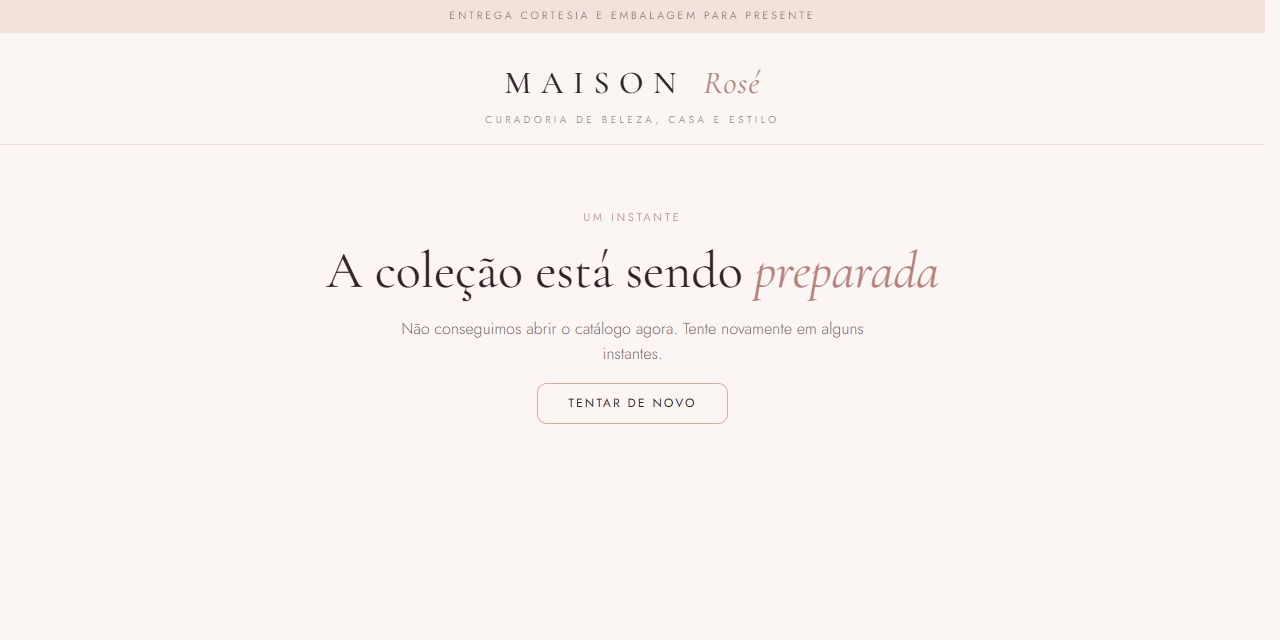 ENTREGA CORTESIA E EMBALAGEM PARA PRESENTE
MAISON Rosé
CURADORIA DE BELEZA, CASA E ESTILO
UM INSTANTE
A coleção está sendo preparada
Não conseguimos abrir o catálogo agora. Tente novamente em alguns
instantes.
TENTAR DE NOVO